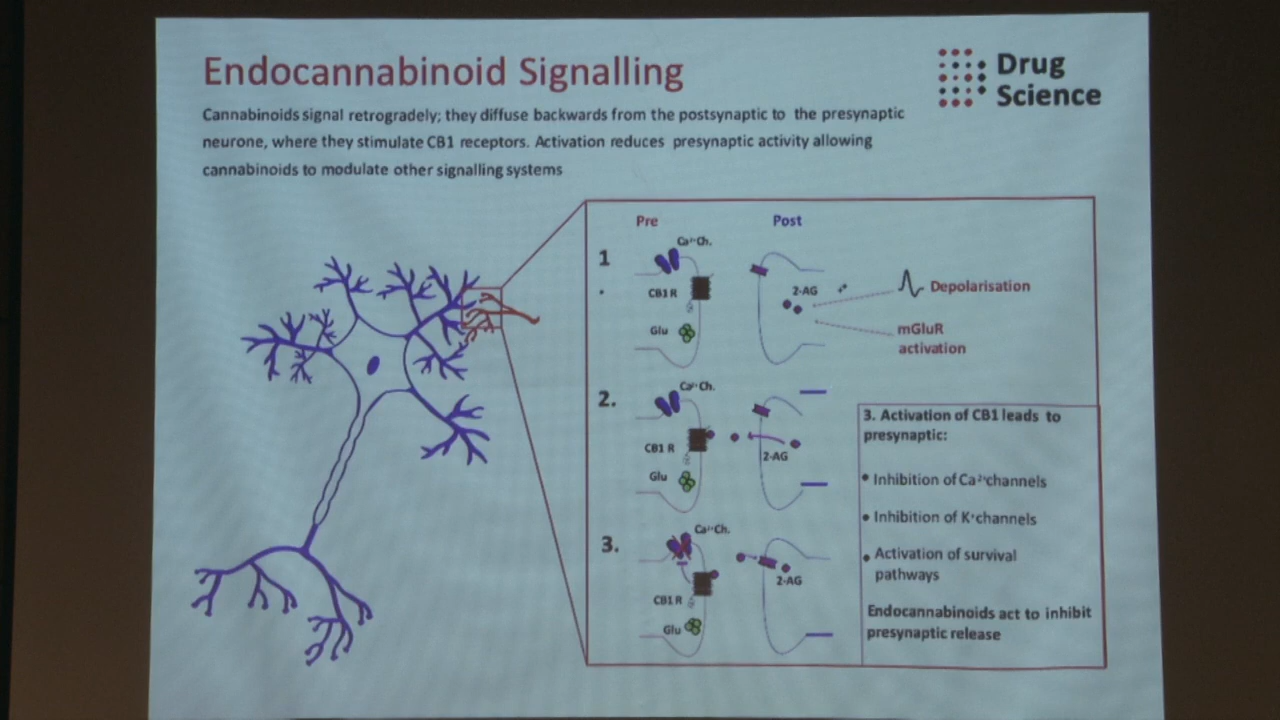 Endocannabinoid Signalling
Drug
Science
Cannabinoids signal retrogradely; they diffuse backwards from the postsynaptic to the presynaptic
neurone, where they stimulate CB1 receptors. Activation reduces presynaptic activity allowing
cannabinoids to modulate other signalling systems
Pre
Post
1
.
Ca²⁺Ch.
CB1 R
Glu
2-AG
Depolarisation
mGluR
activation
2.
Ca²⁺Ch.
CB1 R
Glu
2-AG
3.
Ca²⁺Ch.
CB1 R
Glu
2-AG
3. Activation of CB1 leads to
presynaptic:
• Inhibition of Ca²⁺channels
• Inhibition of K⁺channels
• Activation of survival
pathways
Endocannabinoids act to inhibit
presynaptic release